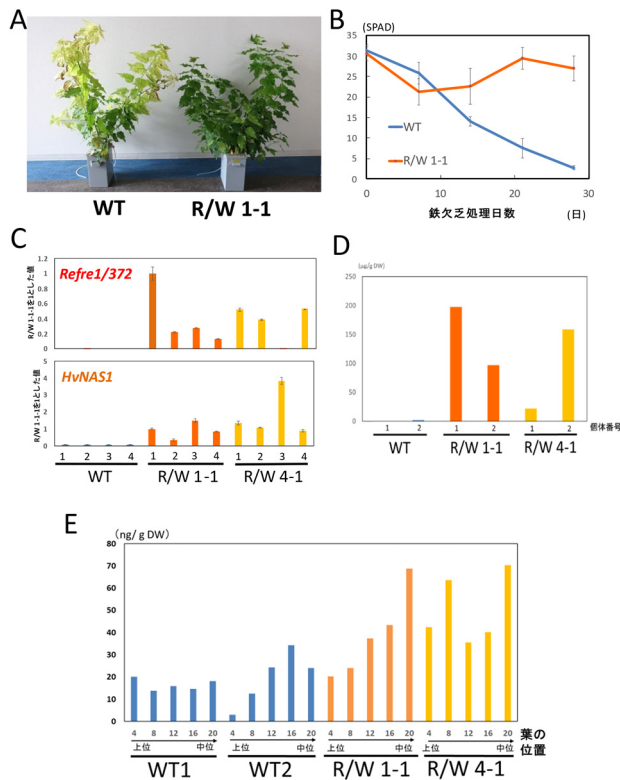 A
WT
R/W 1-1
B
(SPAD)
35
30
25
20
15
10
5
0
WT
R/W 1-1
0
10
20
30
鉄欠乏処理日数
(日)
C
R/W 1-1-1を1とした値
1.2
1
0.8
0.6
0.4
0.2
0
Refre1/372
R/W 1-1-1を1とした値
5
4
3
2
1
0
HvNAS1
1 2 3 4 1 2 3 4 1 2 3 4
WT R/W 1-1 R/W 4-1
D
(μg/g DW)
250
200
150
100
50
0
1 2 1 2 1 2 個体番号
WT R/W 1-1 R/W 4-1
E
(ng/ g DW)
80
70
60
50
40
30
20
10
0
4 8 12 16 20 4 8 12 16 20 4 8 12 16 20 4 8 12 16 20 葉の
上位 中位 上位 中位 上位 中位 上位 中位 位置
WT1 WT2 R/W 1-1 R/W 4-1